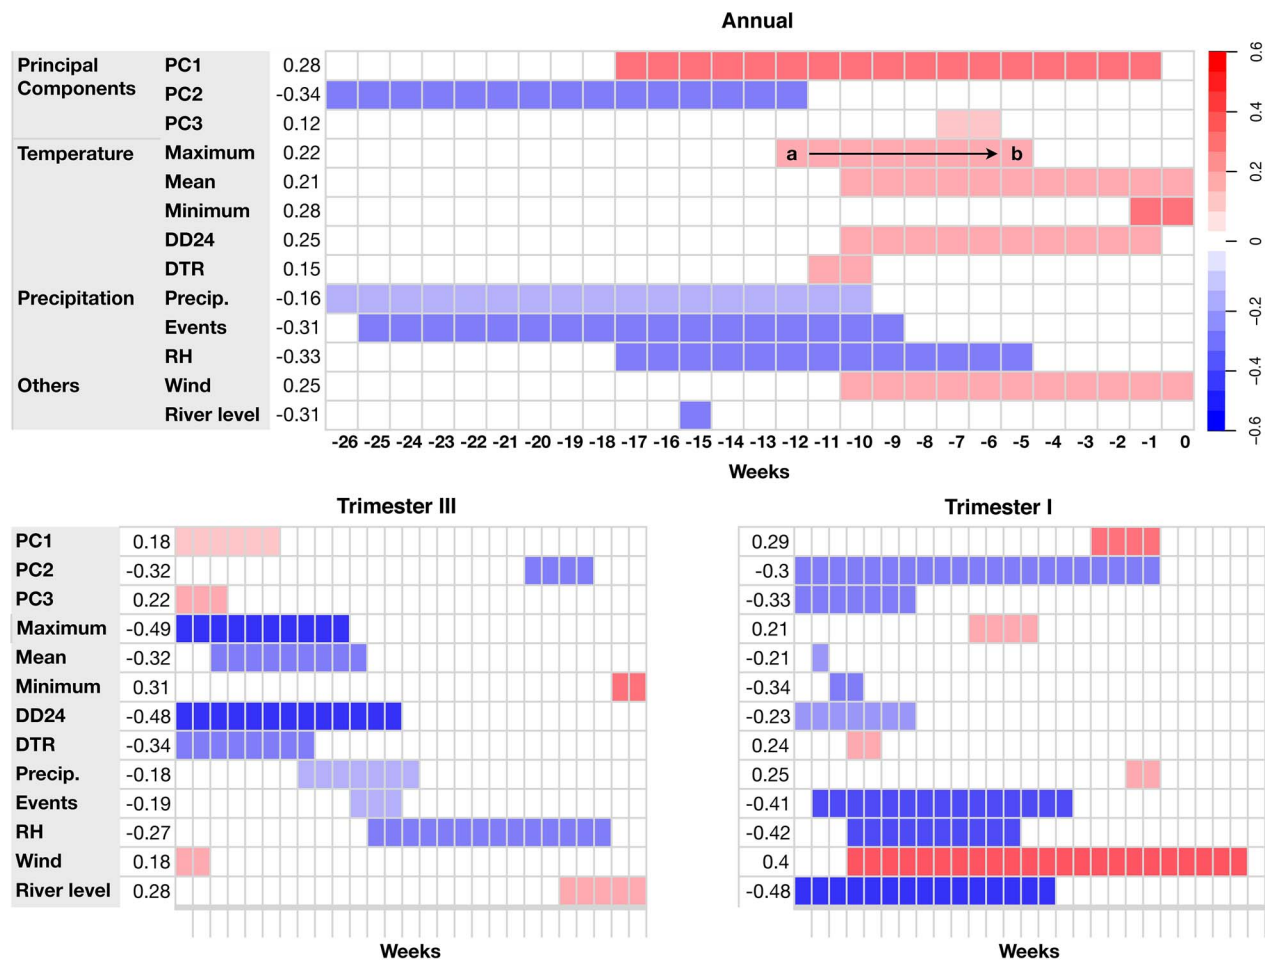 Annual
Principal Components PC1 0.28
PC2 -0.34
PC3 0.12
Temperature Maximum 0.22 a b
Mean 0.21
Minimum 0.28
DD24 0.25
DTR 0.15
Precipitation Precip. -0.16
Events -0.31
RH -0.33
Others Wind 0.25
River level -0.31
-26 -25 -24 -23 -22 -21 -20 -19 -18 -17 -16 -15 -14 -13 -12 -11 -10 -9 -8 -7 -6 -5 -4 -3 -2 -1 0
Weeks
0.6
0.4
0.2
0
-0.2
-0.4
-0.6
Trimester III
PC1 0.18
PC2 -0.32
PC3 0.22
Maximum -0.49
Mean -0.32
Minimum 0.31
DD24 -0.48
DTR -0.34
Precip. -0.18
Events -0.19
RH -0.27
Wind 0.18
River level 0.28
Weeks
Trimester I
0.29
-0.3
-0.33
0.21
-0.21
-0.34
-0.23
0.24
0.25
-0.41
-0.42
0.4
-0.48
Weeks